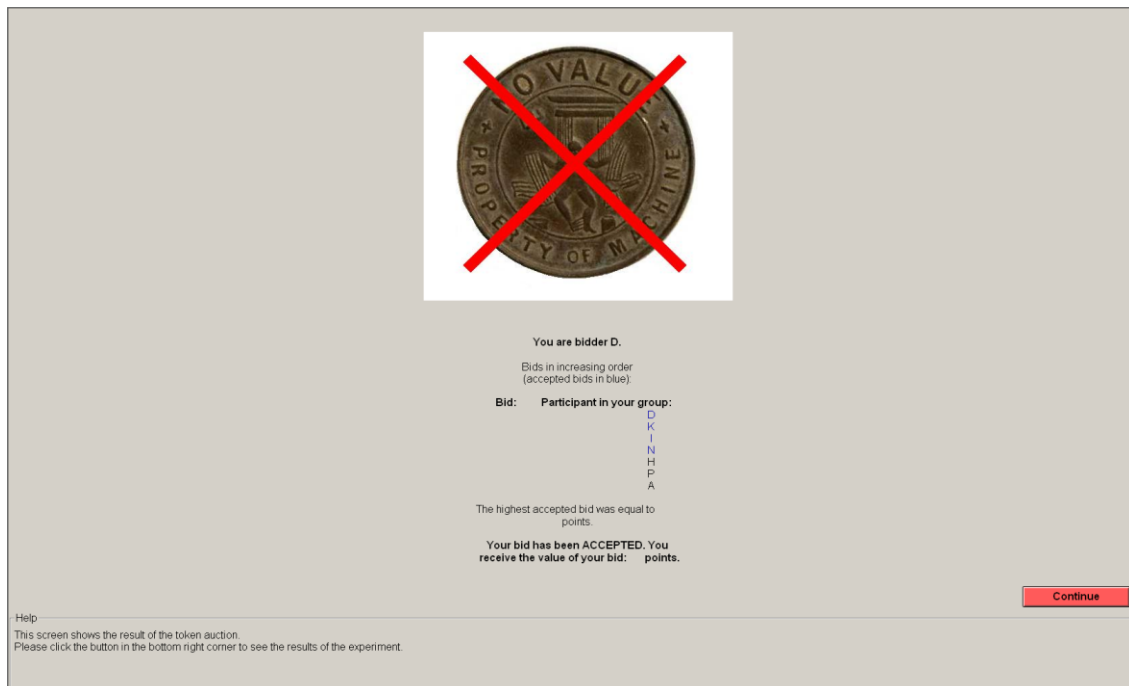 NO VALUE
PROPERTY OF MACHINE
You are bidder D.
Bids in increasing order
(accepted bids in blue):
Bid: Participant in your group:
D
K
I
N
H
P
A
The highest accepted bid was equal to
points.
Your bid has been ACCEPTED. You
receive the value of your bid: points.
Continue
Help
This screen shows the result of the token auction.
Please click the button in the bottom right corner to see the results of the experiment.